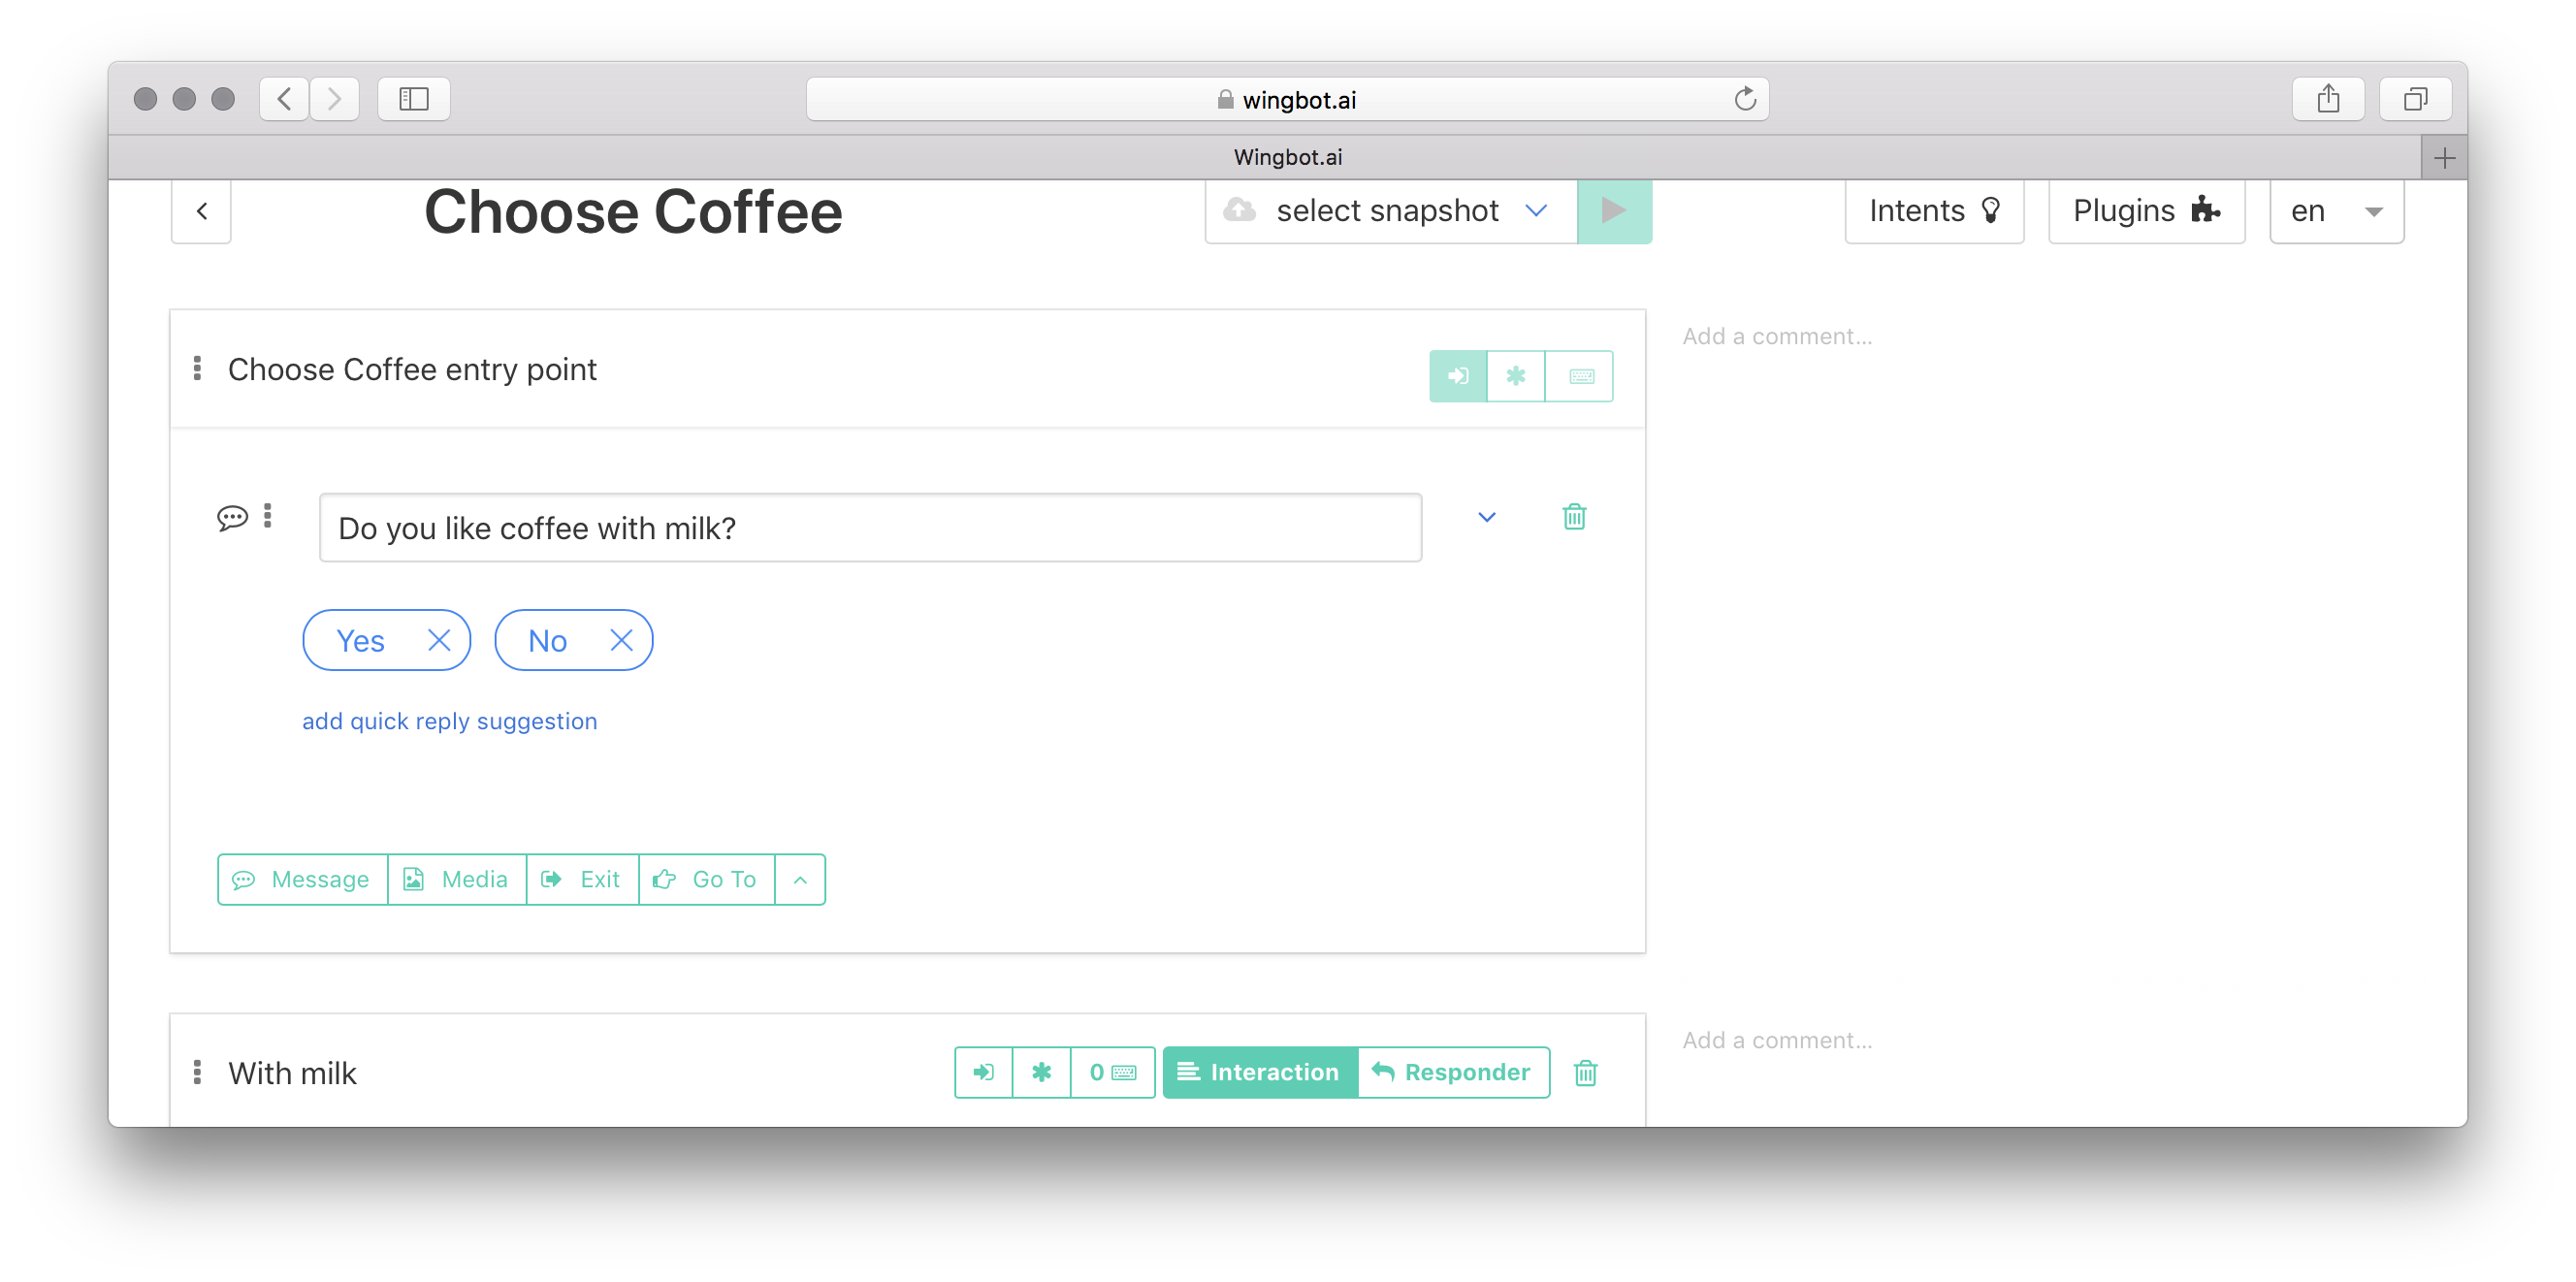 wingbot.ai
Wingbot.ai
Choose Coffee
select snapshot
Intents
Plugins
en
Choose Coffee entry point
Add a comment...
Do you like coffee with milk?
Yes
No
add quick reply suggestion
Message
Media
Exit
Go To
With milk
0
Interaction
Responder
Add a comment...